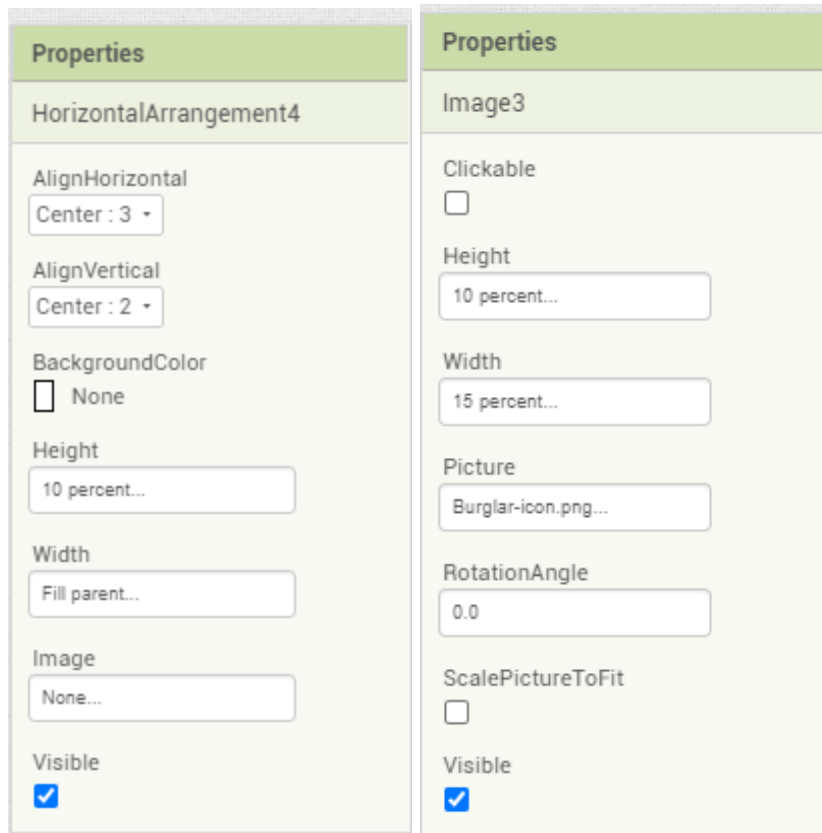 Properties
HorizontalArrangement4
AlignHorizontal
Center : 3
AlignVertical
Center : 2
BackgroundColor
None
Height
10 percent...
Width
Fill parent...
Image
None...
Visible
Properties
Image3
Clickable
Height
10 percent...
Width
15 percent...
Picture
Burglar-icon.png...
RotationAngle
0.0
ScalePictureToFit
Visible